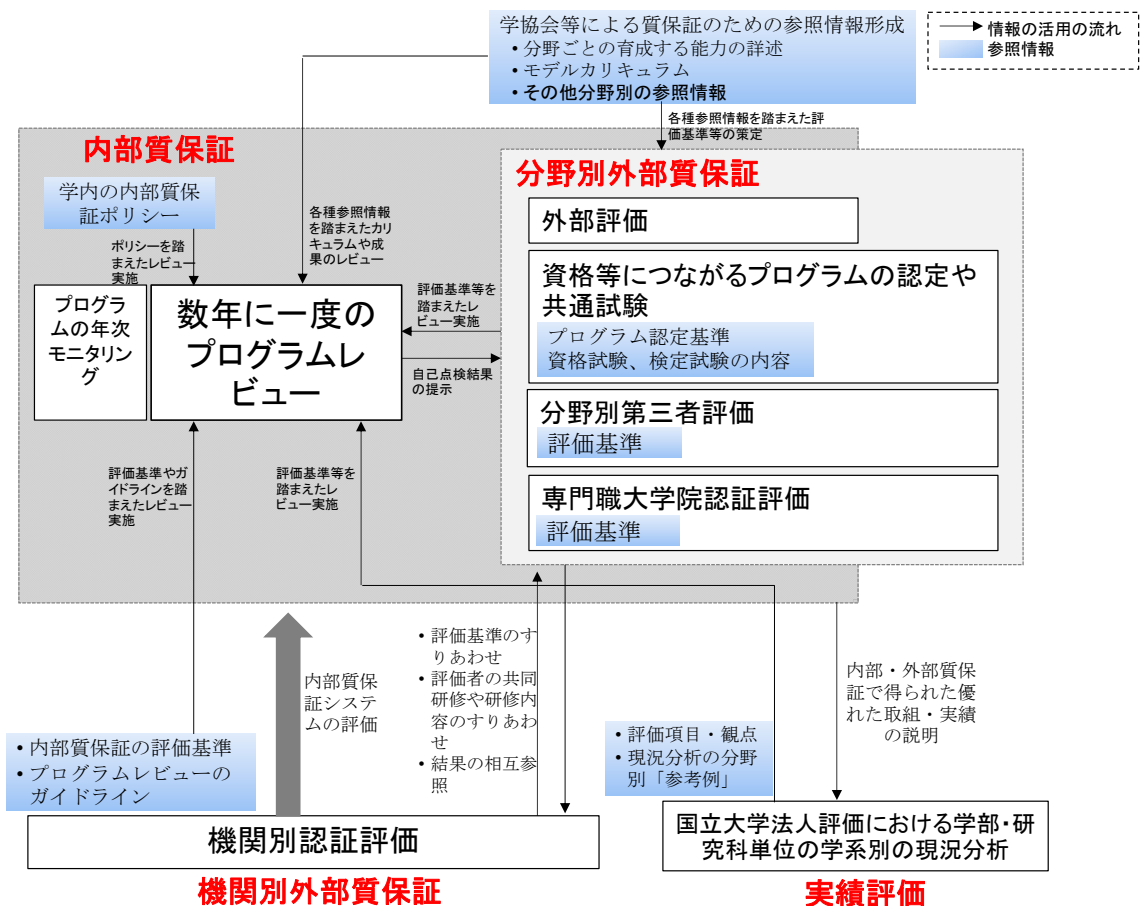 学協会等による質保証のための参照情報形成
• 分野ごとの育成する能力の詳述
• モデルカリキュラム
• その他分野別の参照情報
情報の活用の流れ
参照情報
各種参照情報を踏まえた評
価基準等の策定
内部質保証
学内の内部質保
証ポリシー
ポリシーを踏
まえたレビュー
実施
各種参照情報
を踏まえたカリ
キュラムや成
果のレビュー
プログラ
ムの年次
モニタリン
グ
数年に一度の
プログラムレ
ビュー
評価基準等を
踏まえたレ
ビュー実施
自己点検結果
の提示
分野別外部質保証
外部評価
資格等につながるプログラムの認定や
共通試験
プログラム認定基準
資格試験、検定試験の内容
分野別第三者評価
評価基準
専門職大学院認証評価
評価基準
評価基準やガ
イドラインを踏
まえたレビュー
実施
評価基準等を
踏まえたレ
ビュー実施
内部質保
証システ
ムの評価
• 評価基準のす
りあわせ
• 評価者の共同
研修や研修内
容のすりあわ
せ
• 結果の相互参
照
内部・外部質保
証で得られた優
れた取組・実績
の説明
• 内部質保証の評価基準
• プログラムレビューの
ガイドライン
• 評価項目・観点
• 現況分析の分野
別「参考例」
機関別認証評価
機関別外部質保証
国立大学法人評価における学部・研
究科単位の学系別の現況分析
実績評価